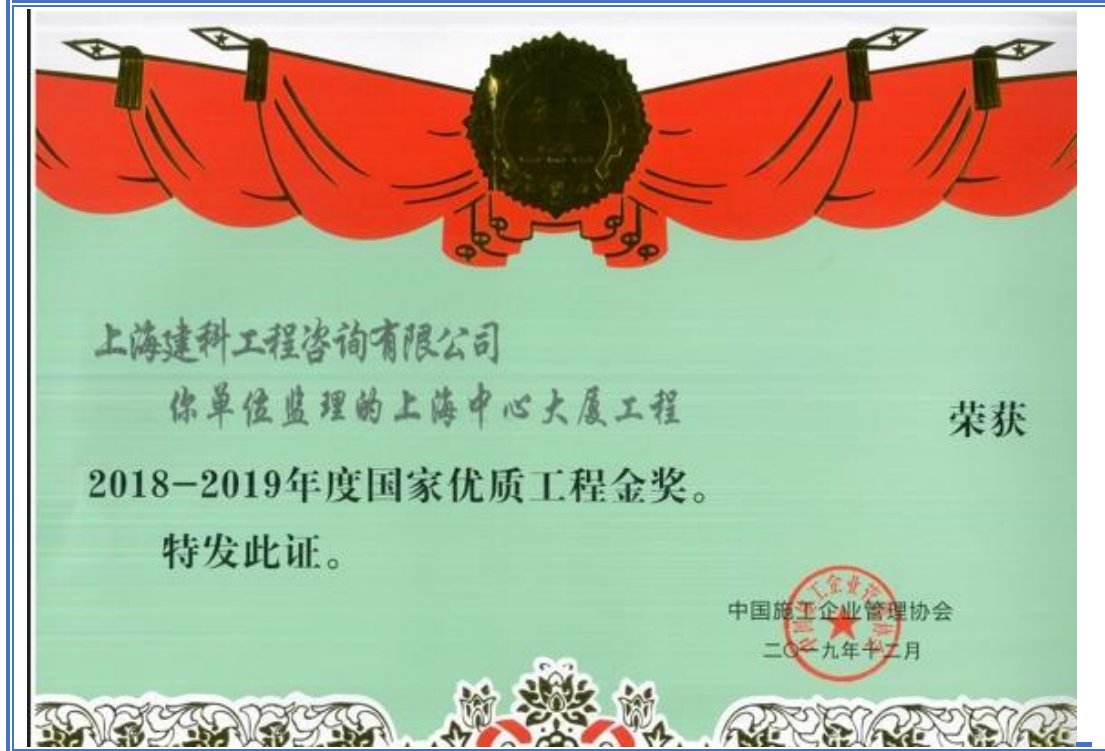 上海建科工程咨询有限公司
你单位监理的上海中心大厦工程 荣获
2018-2019年度国家优质工程金奖。
特发此证。
中国施工企业管理协会
二〇一九年十二月